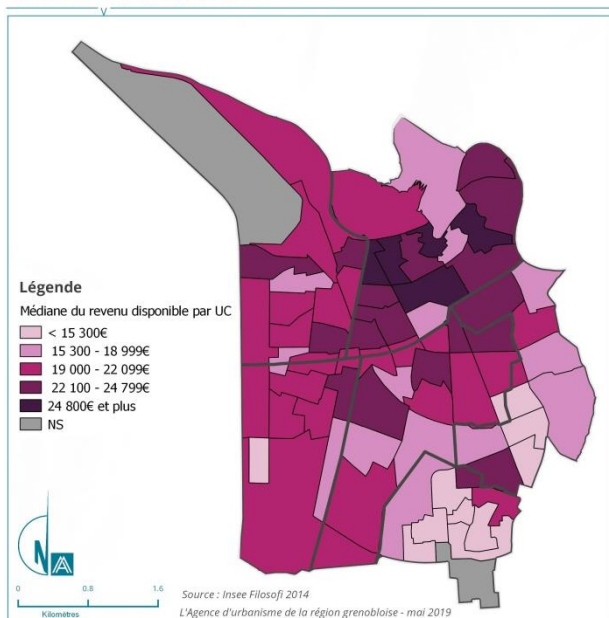 Légende
Médiane du revenu disponible par UC
< 15 300€
15 300 - 18 999€
19 000 - 22 099€
22 100 - 24 799€
24 800€ et plus
NS
N
0 0.8 1.6
Kilomètres
Source : Insee Filosofi 2014
L'Agence d'urbanisme de la région grenobloise - mai 2019